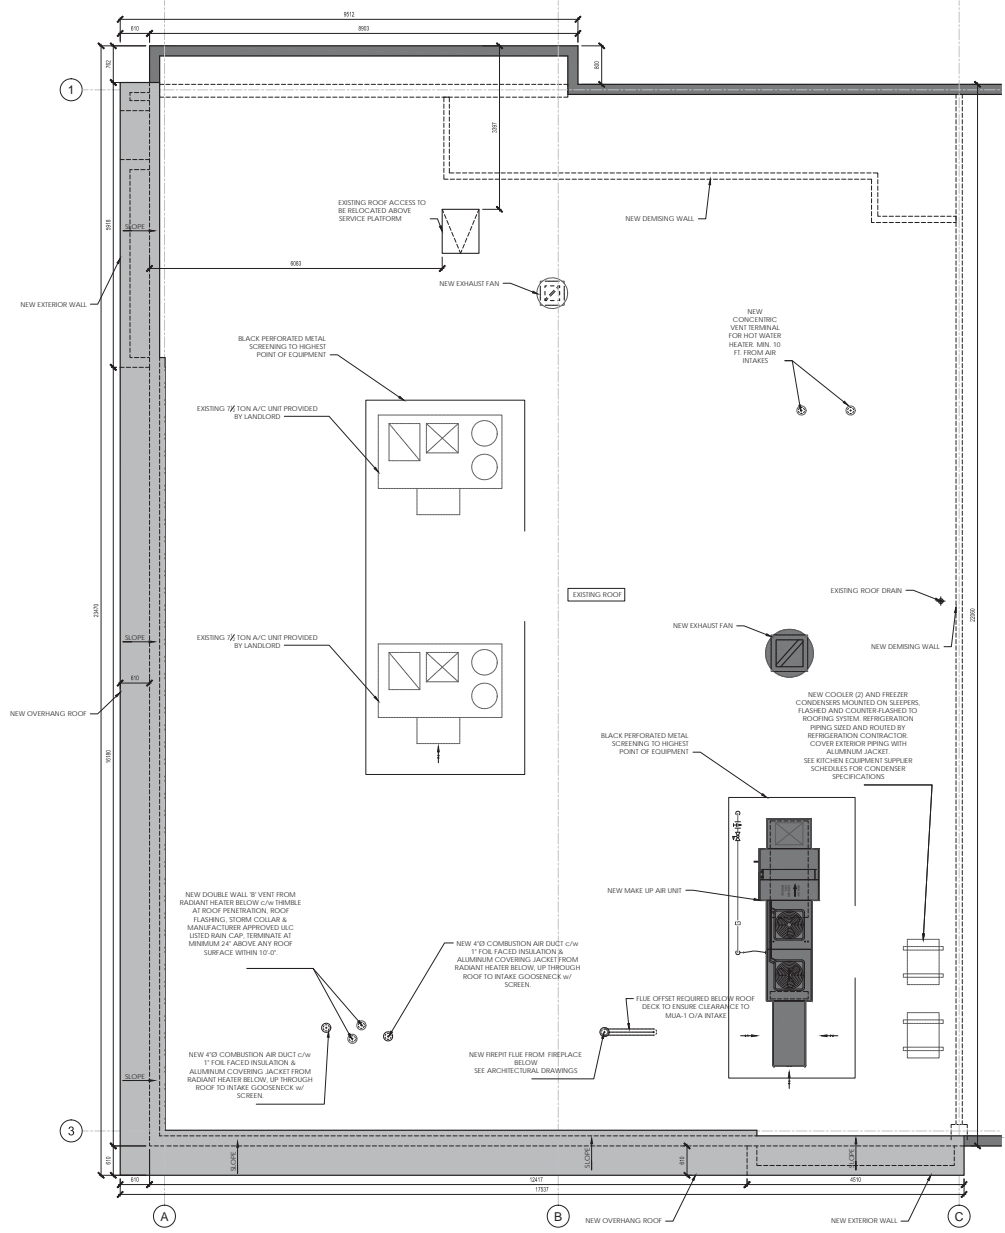 9512
610
8903
762
600
1
3397
EXISTING ROOF ACCESS TO
BE RELOCATED ABOVE
SERVICE PLATFORM
NEW DEMISING WALL
SLOPE
5918
6083
NEW EXHAUST FAN
NEW EXTERIOR WALL
NEW
CONCENTRIC
VENT TERMINAL
FOR HOT WATER
HEATER. MIN. 10
FT. FROM AIR
INTAKES
BLACK PERFORATED METAL
SCREENING TO HIGHEST
POINT OF EQUIPMENT
EXISTING 7½ TON A/C UNIT PROVIDED
BY LANDLORD
EXISTING ROOF
EXISTING ROOF DRAIN
23470
22060
NEW EXHAUST FAN
SLOPE
EXISTING 7½ TON A/C UNIT PROVIDED
BY LANDLORD
NEW DEMISING WALL
610
NEW OVERHANG ROOF
NEW COOLER (2) AND FREEZER
CONDENSERS MOUNTED ON SLEEPERS,
FLASHED AND COUNTER-FLASHED TO
ROOFING SYSTEM. REFRIGERATION
PIPING SIZED AND ROUTED BY
REFRIGERATION CONTRACTOR.
COVER EXTERIOR PIPING WITH
ALUMINUM JACKET.
SEE KITCHEN EQUIPMENT SUPPLIER
SCHEDULES FOR CONDENSER
SPECIFICATIONS
BLACK PERFORATED METAL
SCREENING TO HIGHEST
POINT OF EQUIPMENT
G
NEW MAKE UP AIR UNIT
G
NEW DOUBLE WALL 'B' VENT FROM
RADIANT HEATER BELOW c/w THIMBLE
AT ROOF PENETRATION, ROOF
FLASHING, STORM COLLAR &
MANUFACTURER APPROVED ULC
LISTED RAIN CAP, TERMINATE AT
MINIMUM 24" ABOVE ANY ROOF
SURFACE WITHIN 10'-0".
NEW 4"Ø COMBUSTION AIR DUCT c/w
1" FOIL FACED INSULATION &
ALUMINUM COVERING JACKET FROM
RADIANT HEATER BELOW, UP THROUGH
ROOF TO INTAKE GOOSENECK w/
SCREEN.
FLUE OFFSET REQUIRED BELOW ROOF
DECK TO ENSURE CLEARANCE TO
MUA-1 O/A INTAKE
NEW 4"Ø COMBUSTION AIR DUCT c/w
1" FOIL FACED INSULATION &
ALUMINUM COVERING JACKET FROM
RADIANT HEATER BELOW, UP THROUGH
ROOF TO INTAKE GOOSENECK w/
SCREEN.
NEW FIREPIT FLUE FROM FIREPLACE
BELOW
SEE ARCHITECTURAL DRAWINGS
SLOPE
3
610
SLOPE
SLOPE
610
SLOPE
610
12417
4510
17537
A
B
C
NEW OVERHANG ROOF
NEW EXTERIOR WALL